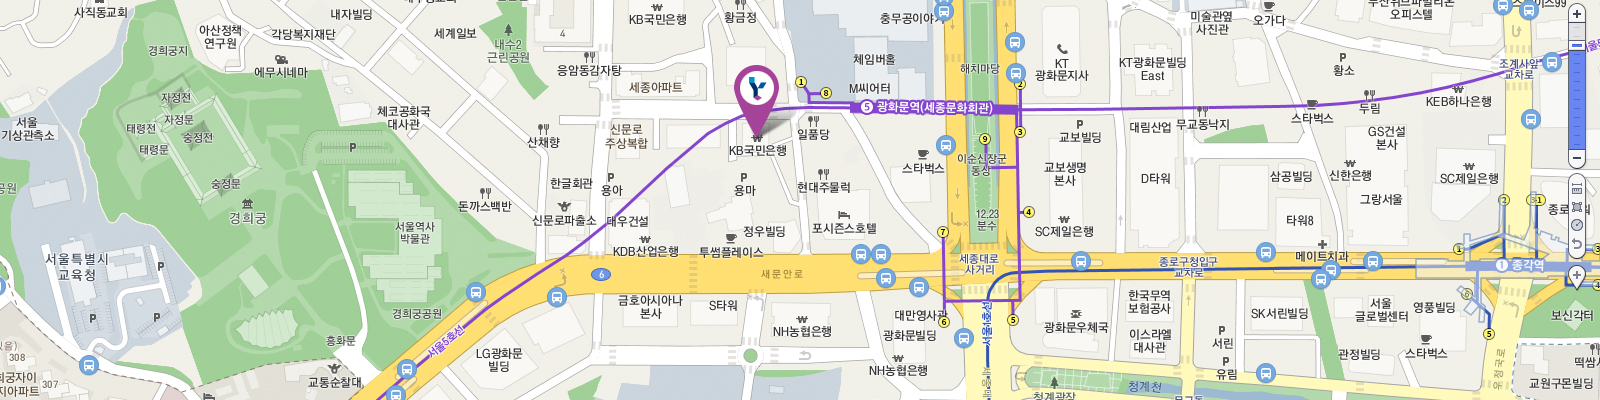 사직동교회
내자빌딩
KB국민은행
황금정
충무공이야
미술관옆
사진관
오가다
오피스텔
아산정책
연구원
각당복지재단
세계일보
4
내수2
근린공원
경희궁지
에무시네마
응암동감자탕
체임버홀
해치마당
KT
광화문지사
KT광화문빌딩
East
P
황소
조계사앞
교차로
세종아파트
M씨어터
1
8
2
5 광화문역(세종문화회관)
두림
KEB하나은행
스타벅스
자정전
자정문
태령전
숭정전
태령문
숭정문
경희궁
서울
기상관측소
체코공화국
대사관
산채향
신문로
주상복합
KB국민은행
일품당
3
9
교보빌딩
대림산업
무교동낙지
GS건설
본사
스타벅스
이순신장군
동상
교보생명
본사
D타워
삼공빌딩
신한은행
SC제일은행
P
용아
한글회관
P
용마
현대주물럭
돈까스백반
신문로파출소
태우건설
포시즌스호텔
12.23
분수
4
SC제일은행
타워8
그랑서울
2
1
서울역사
박물관
KDB산업은행
정우빌딩
투썸플레이스
7
세종대로
사거리
종로구청입구
교차로
메이트치과
1
1 종각역
3
4
서울특별시
교육청
P
P
새문안로
6
경희궁공원
금호아시아나
본사
S타워
NH농협은행
대만영사관
6
광화문빌딩
5
광화문우체국
한국무역
보험공사
이스라엘
대사관
SK서린빌딩
서울
글로벌센터
영풍빌딩
5
보신각터
서울5호선
서울1호선
흥화문
교통순찰대
LG광화문
빌딩
NH농협은행
P
서린
P
유림
관정빌딩
스타벅스
우정국로
떡쌈시
교원구몬빌딩
308
307
지아파트
청계천
청계광장